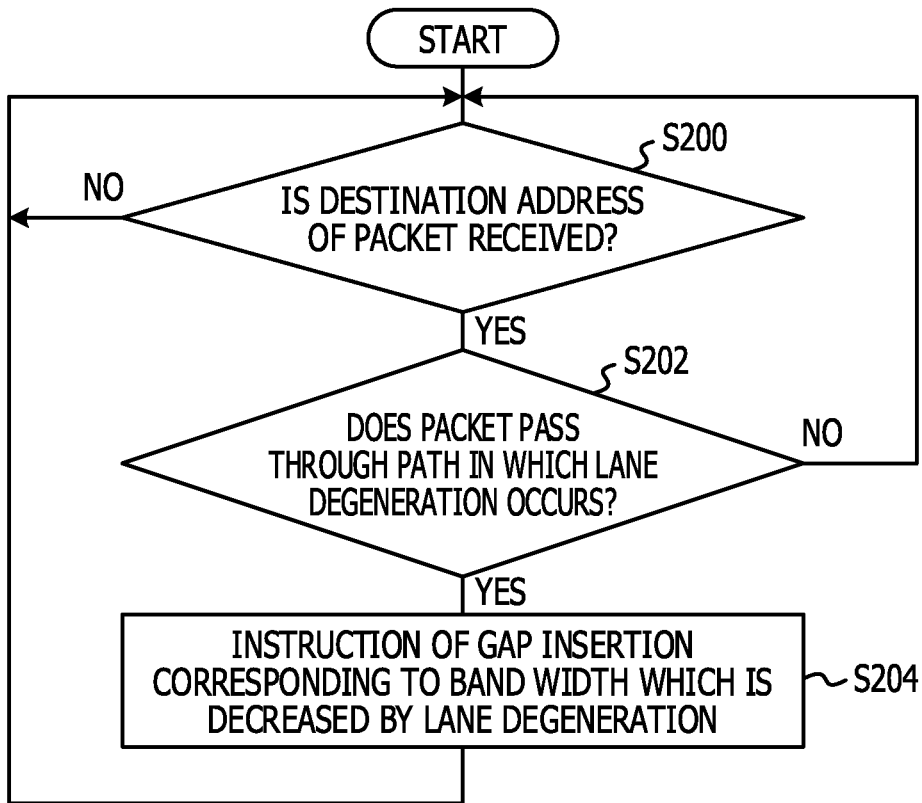 START
S200
NO
IS DESTINATION ADDRESS
OF PACKET RECEIVED?
YES
S202
DOES PACKET PASS
THROUGH PATH IN WHICH LANE
DEGENERATION OCCURS?
NO
YES
INSTRUCTION OF GAP INSERTION
CORRESPONDING TO BAND WIDTH WHICH IS
DECREASED BY LANE DEGENERATION
S204